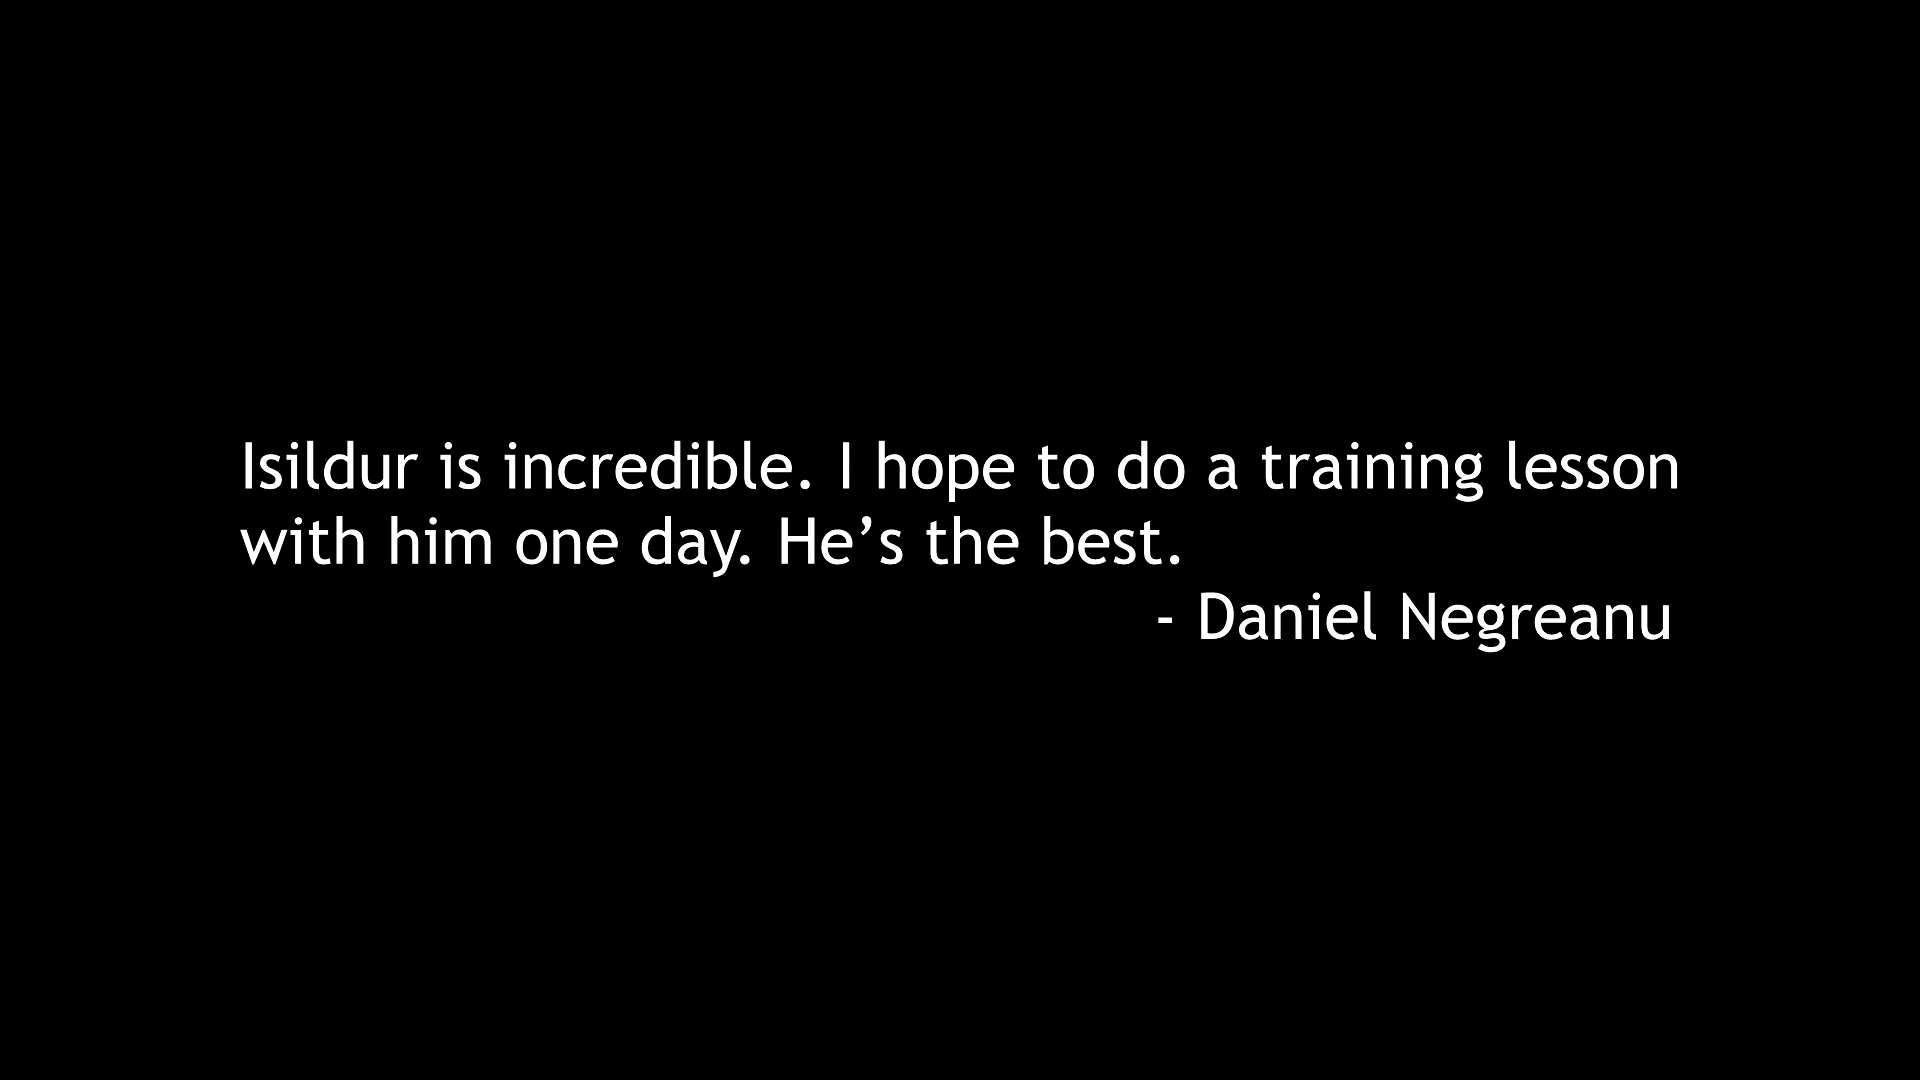 Isildur is incredible. I hope to do a training lesson
with him one day. He’s the best.
- Daniel Negreanu